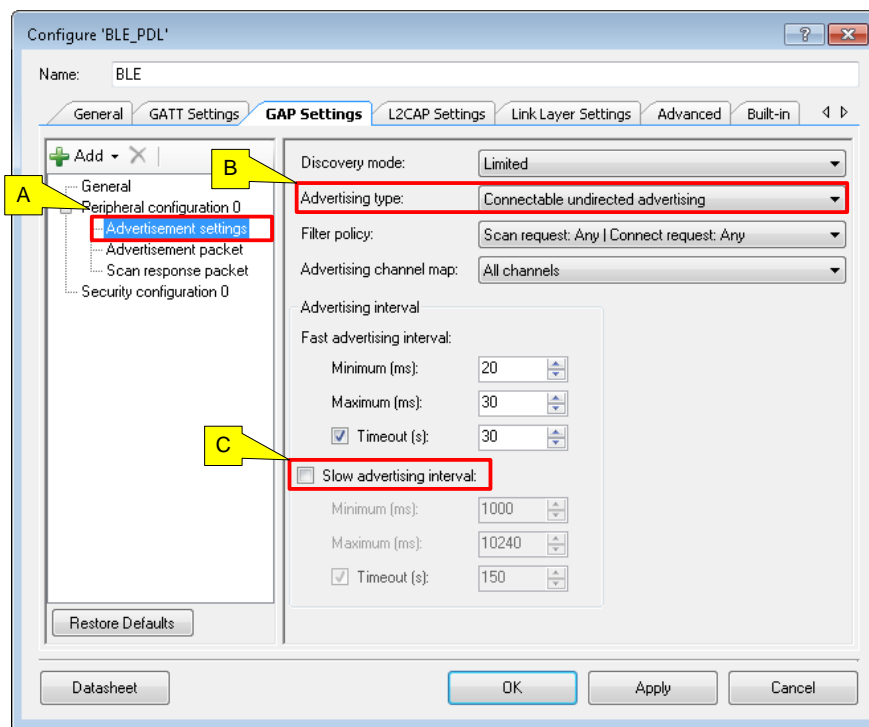 Configure 'BLE_PDL'
Name: BLE
General GATT Settings GAP Settings L2CAP Settings Link Layer Settings Advanced Built-in
Add
General
Peripheral configuration 0
Advertisement settings
Advertisement packet
Scan response packet
Security configuration 0
Restore Defaults
A
B
C
Discovery mode: Limited
Advertising type: Connectable undirected advertising
Filter policy: Scan request: Any | Connect request: Any
Advertising channel map: All channels
Advertising interval
Fast advertising interval:
Minimum (ms): 20
Maximum (ms): 30
Timeout (s): 30
Slow advertising interval:
Minimum (ms): 1000
Maximum (ms): 10240
Timeout (s): 150
Datasheet OK Apply Cancel